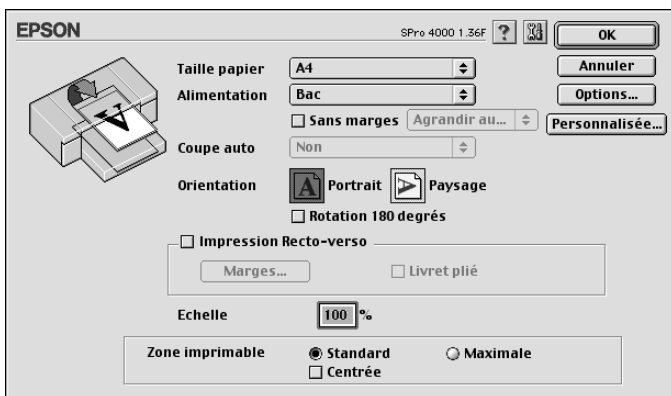 EPSON
SPro 4000 1.36F ?
OK
Taille papier A4
Annuler
Alimentation Bac
Options...
Sans marges Agrandir au...
Personnalisée...
Coupe auto Non
Orientation A Portrait A Paysage
Rotation 180 degrés
Impression Recto-verso
Marges... Livret plié
Echelle 100 %
Zone imprimable Standard Maximale
Centrée